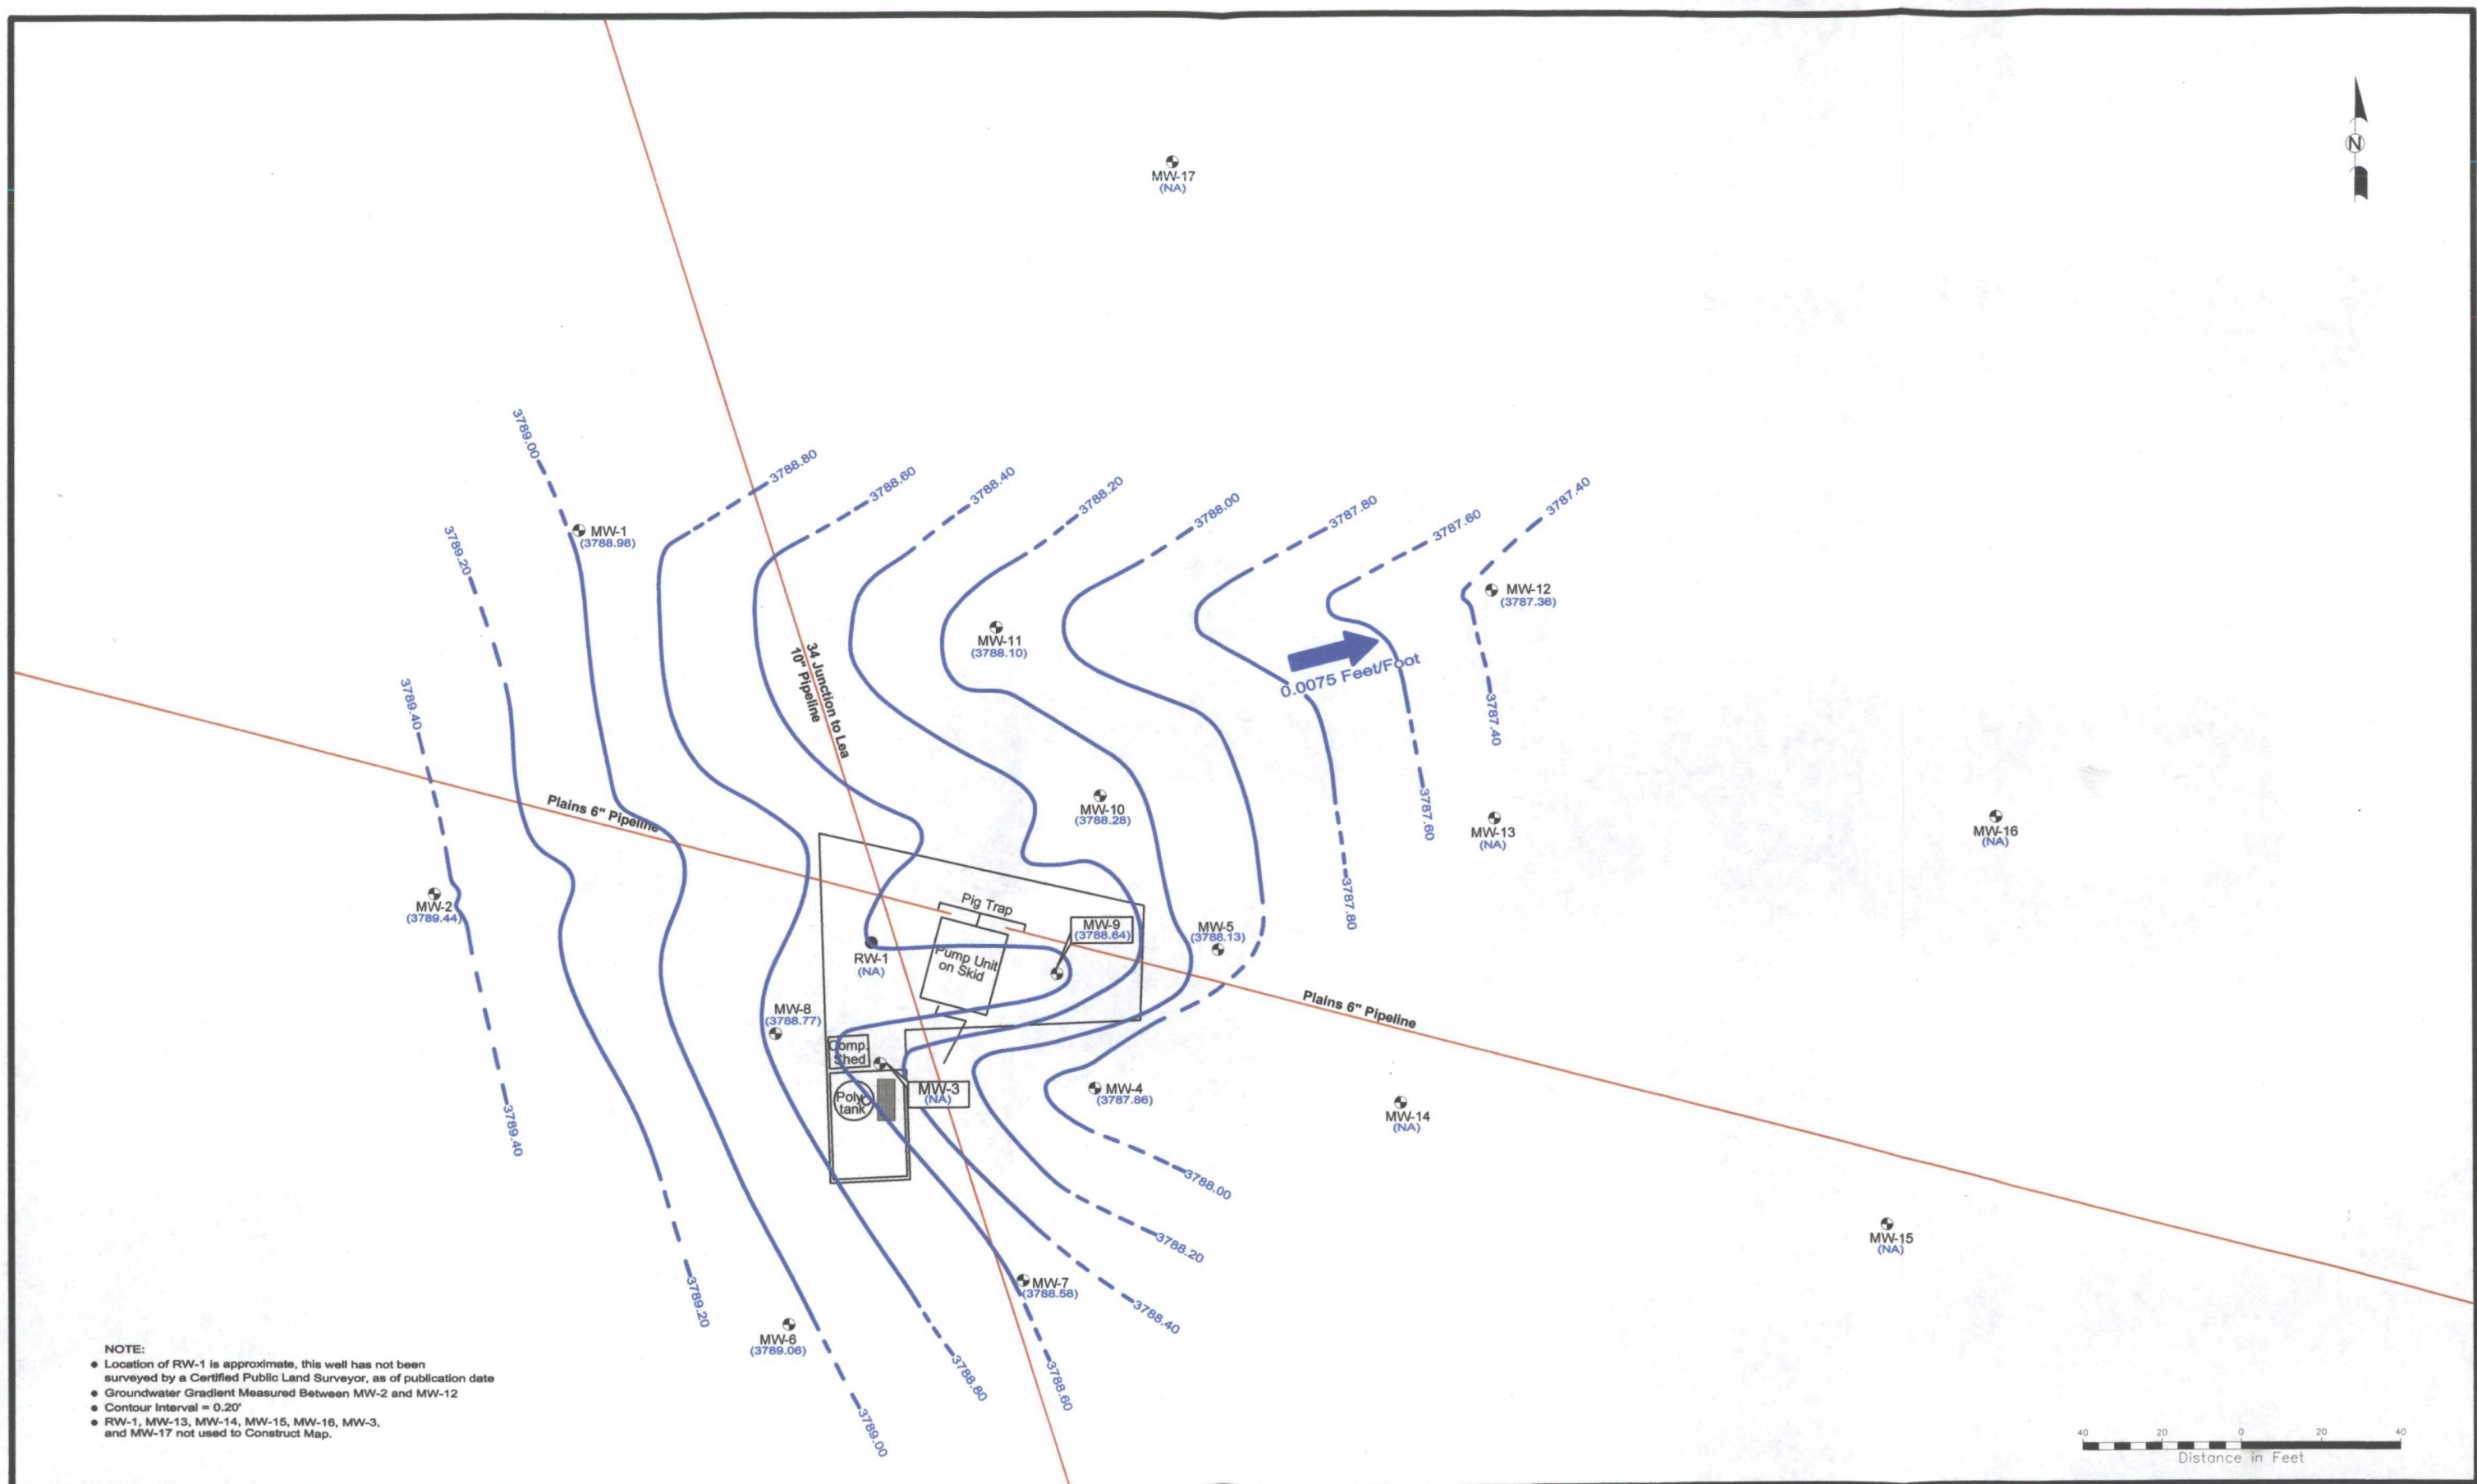 N
MW-17
(NA)
3789.00
3788.80
3788.60
3788.40
3788.20
3788.00
3787.80
3787.60
3787.40
3789.20
MW-1
(3788.98)
MW-12
(3787.36)
MW-11
(3788.10)
34 Junction to Lea
10" Pipeline
0.0075 Feet/Foot
3789.40
3787.40
Plains 6" Pipeline
MW-10
(3788.28)
3787.60
MW-13
(NA)
MW-16
(NA)
MW-2
(3789.44)
Pig Trap
MW-9
(3788.64)
MW-5
(3788.13)
3787.80
RW-1
(NA)
Pump Unit
on Skid
Plains 6" Pipeline
MW-8
(3788.77)
Comp.
Shed
MW-3
(NA)
Poly
tank
MW-4
(3787.86)
MW-14
(NA)
3789.40
3788.00
3788.20
MW-15
(NA)
MW-7
(3788.58)
3789.20
3788.40
MW-6
(3789.06)
3788.80
3788.60
3789.00
NOTE:
● Location of RW-1 is approximate, this well has not been
surveyed by a Certified Public Land Surveyor, as of publication date
● Groundwater Gradient Measured Between MW-2 and MW-12
● Contour Interval = 0.20'
● RW-1, MW-13, MW-14, MW-15, MW-16, MW-3,
and MW-17 not used to Construct Map.
40 20 0 20 40
Distance in Feet